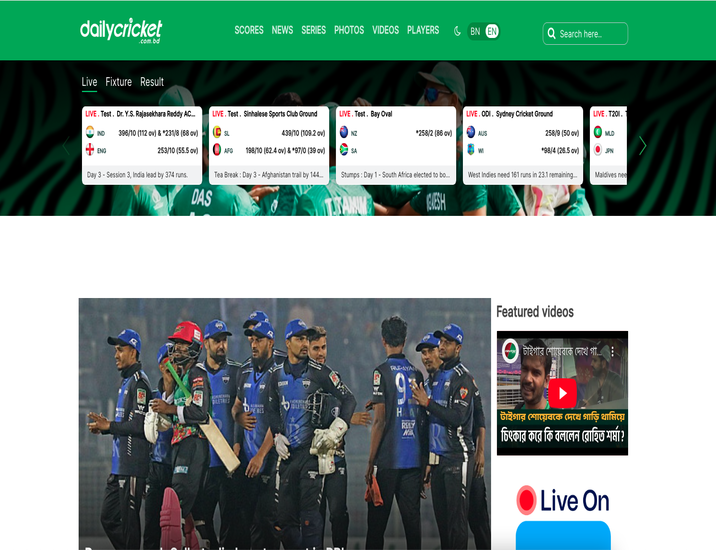 dailycricket
.com.bd
SCORES NEWS SERIES PHOTOS VIDEOS PLAYERS BN EN Search here..
Live Fixture Result
LIVE . Test . Dr. Y.S. Rajasekhara Reddy AC...
IND 396/10 (112 ov) & *231/8 (68 ov)
ENG 253/10 (55.5 ov)
Day 3 - Session 3, India lead by 374 runs.
LIVE . Test . Sinhalese Sports Club Ground
SL 439/10 (109.2 ov)
AFG 198/10 (62.4 ov) & *97/0 (39 ov)
Tea Break : Day 3 - Afghanistan trail by 144...
LIVE . Test . Bay Oval
NZ *258/2 (86 ov)
SA
Stumps : Day 1 - South Africa elected to bo...
LIVE . ODI . Sydney Cricket Ground
AUS 258/9 (50 ov)
WI *98/4 (26.5 ov)
West Indies need 161 runs in 23.1 remaining...
LIVE . T20I .
MLD
JPN
Maldives nee
DAS
T.TAMIM
Featured videos
টাইগার শোয়েবকে দেখে গা...
টাইগার শোয়েবকে দেখে গাড়ি থামিয়ে
চিৎকার করে কি বললেন রোহিত শর্মা?
Live On